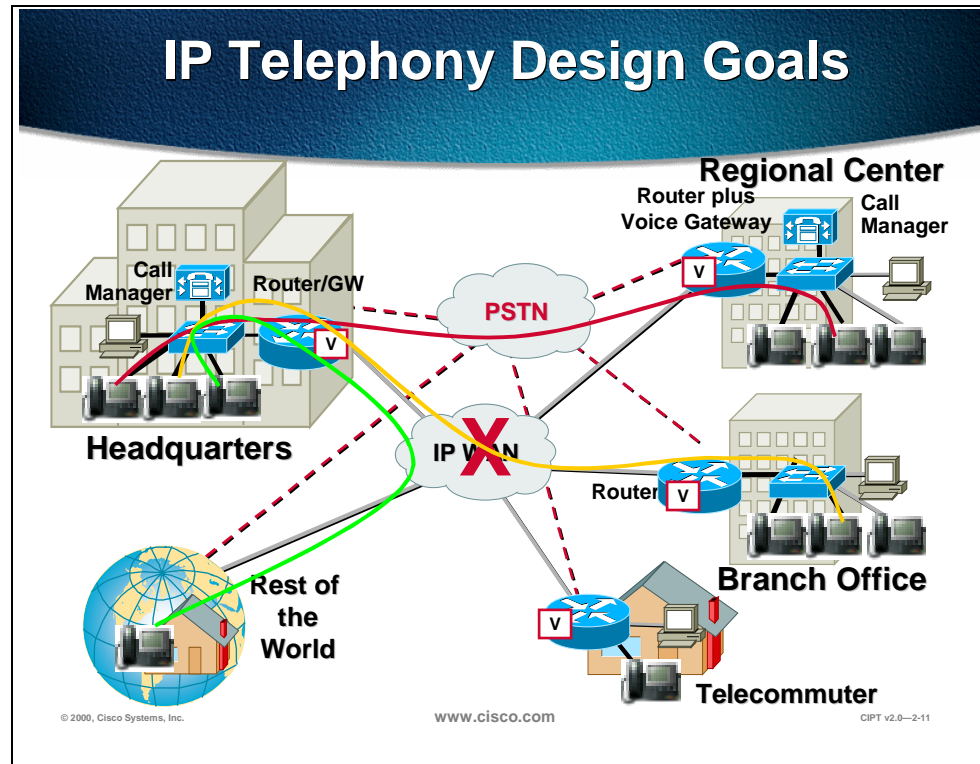 IP Telephony Design Goals
Regional Center
Router plus
Voice Gateway
Call
Manager
V
Call
Manager
Router/GW
V
PSTN
Headquarters
IP WAN
X
Router
V
Branch Office
Rest of
the
World
V
Telecommuter
© 2000, Cisco Systems, Inc.
www.cisco.com
CIPT v2.0—2-11